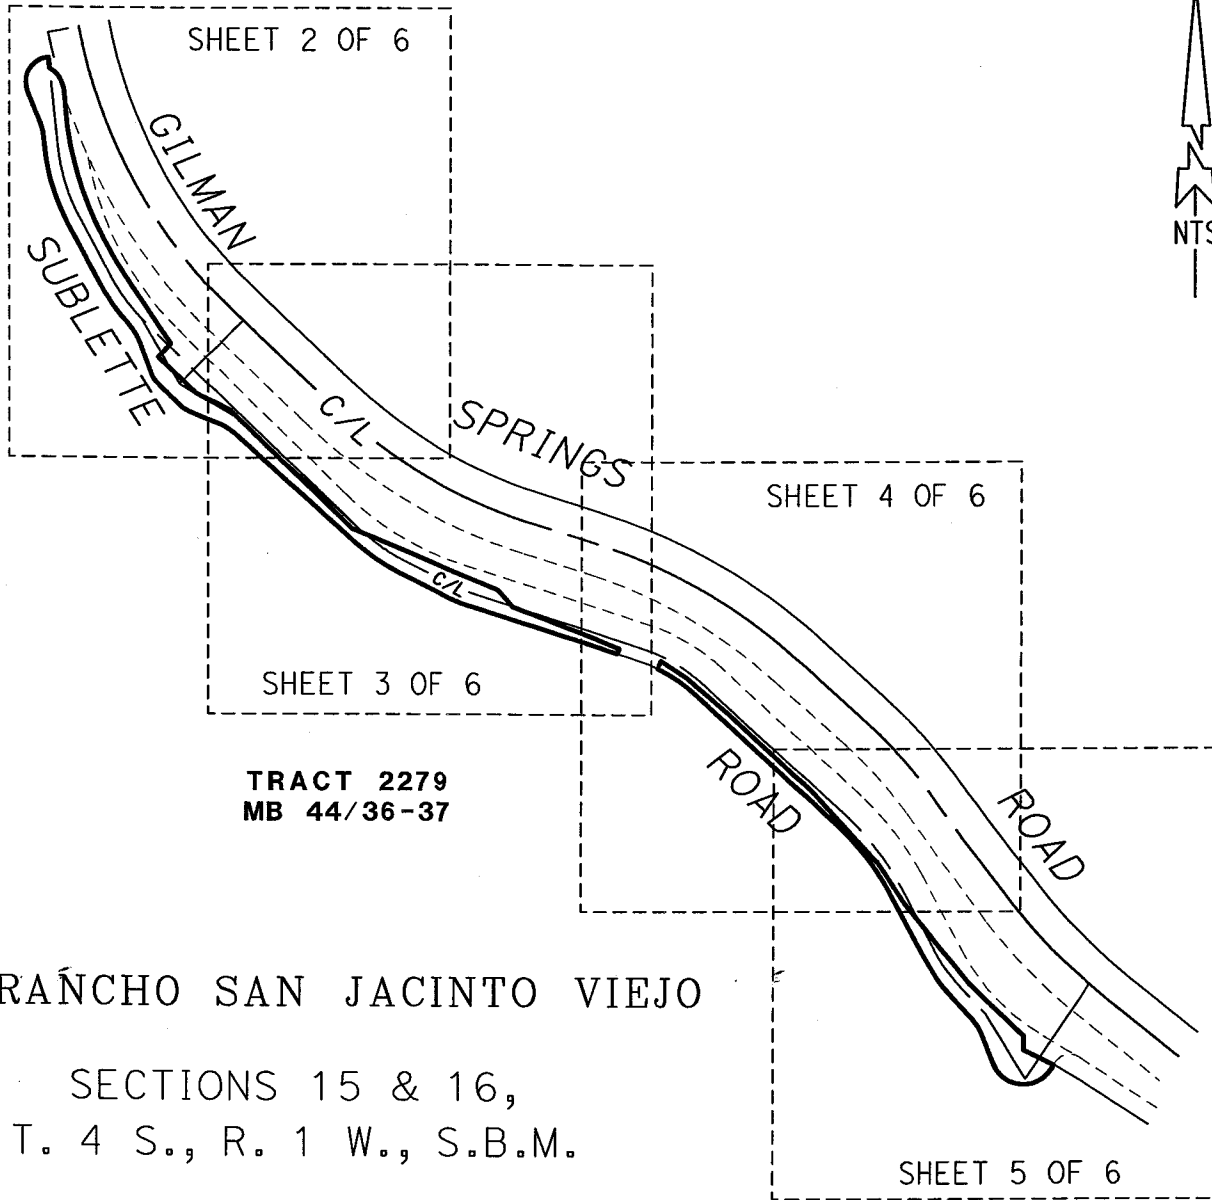 SHEET 2 OF 6
GILMAN
NTS
SUBLETTE
C/L
SPRINGS
SHEET 4 OF 6
C/L
SHEET 3 OF 6
ROAD
ROAD
TRACT 2279
MB 44/36-37
RANCHO SAN JACINTO VIEJO
SECTIONS 15 & 16,
T. 4 S., R. 1 W., S.B.M.
SHEET 5 OF 6